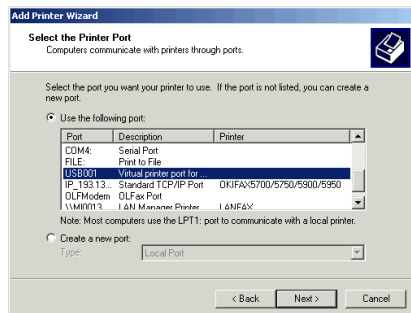 Add Printer Wizard
Select the Printer Port
Computers communicate with printers through ports.
Select the port you want your printer to use. If the port is not listed, you can create a
new port.
Use the following port:
Port Description Printer
COM4: Serial Port
FILE: Print to File
USB001 Virtual printer port for ...
IP_193.13... Standard TCP/IP Port OKIFAX5700/5750/5900/5950
OLFModem OLFax Port
\\MI0013 LAN Manager Printer LANFAX
Note: Most computers use the LPT1: port to communicate with a local printer.
Create a new port:
Type: Local Port
< Back Next > Cancel